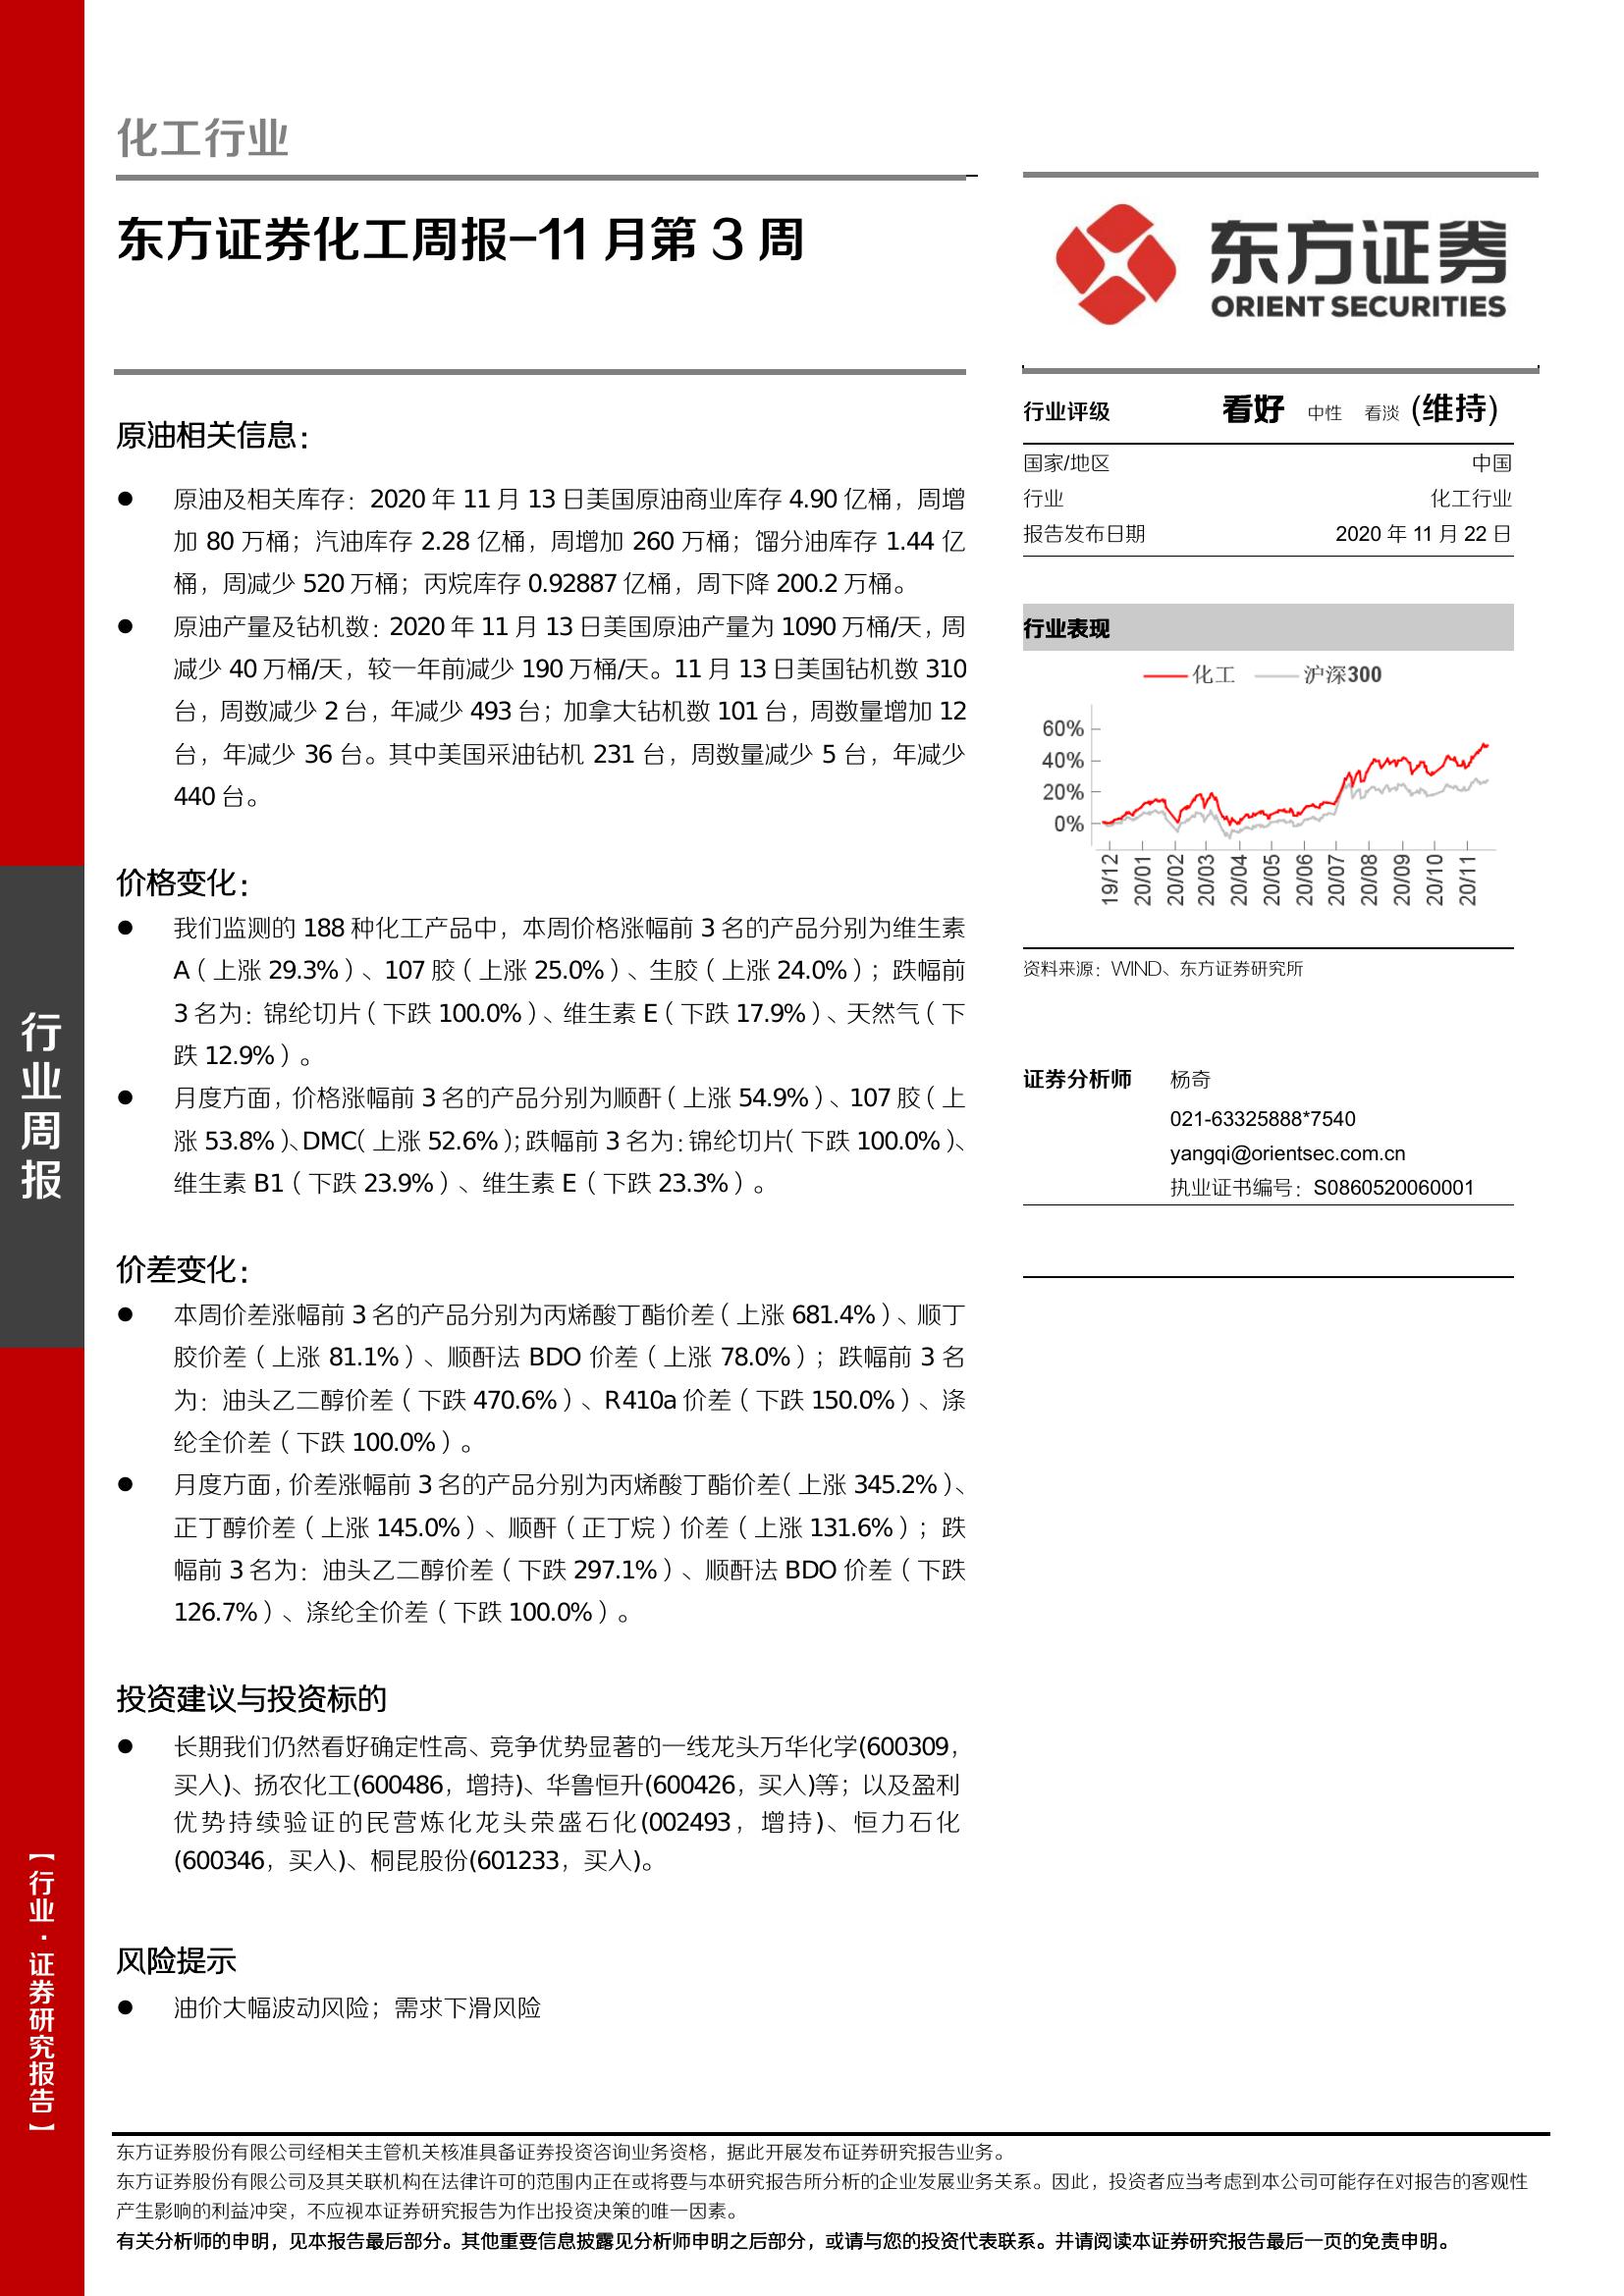 化工行业
东方证券化工周报-11 月第 3 周
原油相关信息：
● 原油及相关库存：2020 年 11 月 13 日美国原油商业库存 4.90 亿桶，周增
加 80 万桶；汽油库存 2.28 亿桶，周增加 260 万桶；馏分油库存 1.44 亿
桶，周减少 520 万桶；丙烷库存 0.92887 亿桶，周下降 200.2 万桶。
● 原油产量及钻机数：2020 年 11 月 13 日美国原油产量为 1090 万桶/天，周
减少 40 万桶/天，较一年前减少 190 万桶/天。11 月 13 日美国钻机数 310
台，周数减少 2 台，年减少 493 台；加拿大钻机数 101 台，周数量增加 12
台，年减少 36 台。其中美国采油钻机 231 台，周数量减少 5 台，年减少
440 台。
价格变化：
● 我们监测的 188 种化工产品中，本周价格涨幅前 3 名的产品分别为维生素
A（上涨 29.3%）、107 胶（上涨 25.0%）、生胶（上涨 24.0%）；跌幅前
3 名为：锦纶切片（下跌 100.0%）、维生素 E（下跌 17.9%）、天然气（下
跌 12.9%）。
● 月度方面，价格涨幅前 3 名的产品分别为顺酐（上涨 54.9%）、107 胶（上
涨 53.8%）、DMC（上涨 52.6%）；跌幅前 3 名为：锦纶切片（下跌 100.0%）、
维生素 B1（下跌 23.9%）、维生素 E（下跌 23.3%）。
价差变化：
● 本周价差涨幅前 3 名的产品分别为丙烯酸丁酯价差（上涨 681.4%）、顺丁
胶价差（上涨 81.1%）、顺酐法 BDO 价差（上涨 78.0%）；跌幅前 3 名
为：油头乙二醇价差（下跌 470.6%）、R410a 价差（下跌 150.0%）、涤
纶全价差（下跌 100.0%）。
● 月度方面，价差涨幅前 3 名的产品分别为丙烯酸丁酯价差（上涨 345.2%）、
正丁醇价差（上涨 145.0%）、顺酐（正丁烷）价差（上涨 131.6%）；跌
幅前 3 名为：油头乙二醇价差（下跌 297.1%）、顺酐法 BDO 价差（下跌
126.7%）、涤纶全价差（下跌 100.0%）。
投资建议与投资标的
● 长期我们仍然看好确定性高、竞争优势显著的一线龙头万华化学(600309，
买入)、扬农化工(600486，增持)、华鲁恒升(600426，买入)等；以及盈利
优势持续验证的民营炼化龙头荣盛石化(002493，增持)、恒力石化
(600346，买入)、桐昆股份(601233，买入)。
风险提示
● 油价大幅波动风险；需求下滑风险
东方证券
ORIENT SECURITIES
行业评级 看好 中性 看淡 (维持)
国家/地区 中国
行业 化工行业
报告发布日期 2020 年 11 月 22 日
行业表现
化工 沪深300
60%
40%
20%
0%
19/12 20/01 20/02 20/03 20/04 20/05 20/06 20/07 20/08 20/09 20/10 20/11
资料来源：WIND、东方证券研究所
证券分析师 杨奇
021-63325888*7540
yangqi@orientsec.com.cn
执业证书编号：S0860520060001
行业周报
【行业·证券研究报告】
东方证券股份有限公司经相关主管机关核准具备证券投资咨询业务资格，据此开展发布证券研究报告业务。
东方证券股份有限公司及其关联机构在法律许可的范围内正在或将要与本研究报告所分析的企业发展业务关系。因此，投资者应当考虑到本公司可能存在对报告的客观性
产生影响的利益冲突，不应视本证券研究报告为作出投资决策的唯一因素。
有关分析师的申明，见本报告最后部分。其他重要信息披露见分析师申明之后部分，或请与您的投资代表联系。并请阅读本证券研究报告最后一页的免责申明。